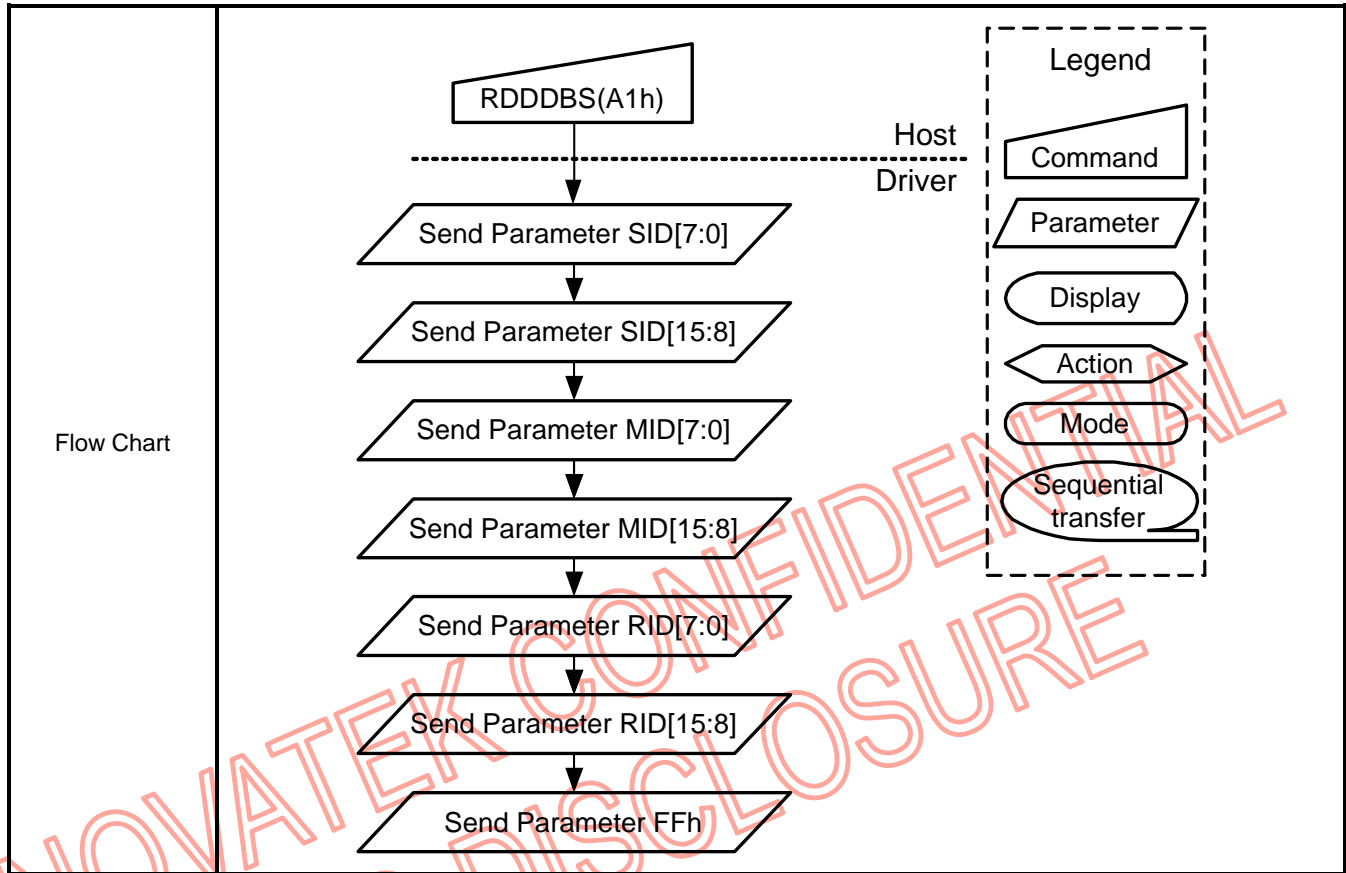 Flow Chart
RDDDBS(A1h)
Host
Driver
Send Parameter SID[7:0]
Send Parameter SID[15:8]
Send Parameter MID[7:0]
Send Parameter MID[15:8]
Send Parameter RID[7:0]
Send Parameter RID[15:8]
Send Parameter FFh
Legend
Command
Parameter
Display
Action
Mode
Sequential
transfer
NOVATEK CONFIDENTIAL
DISCLOSURE